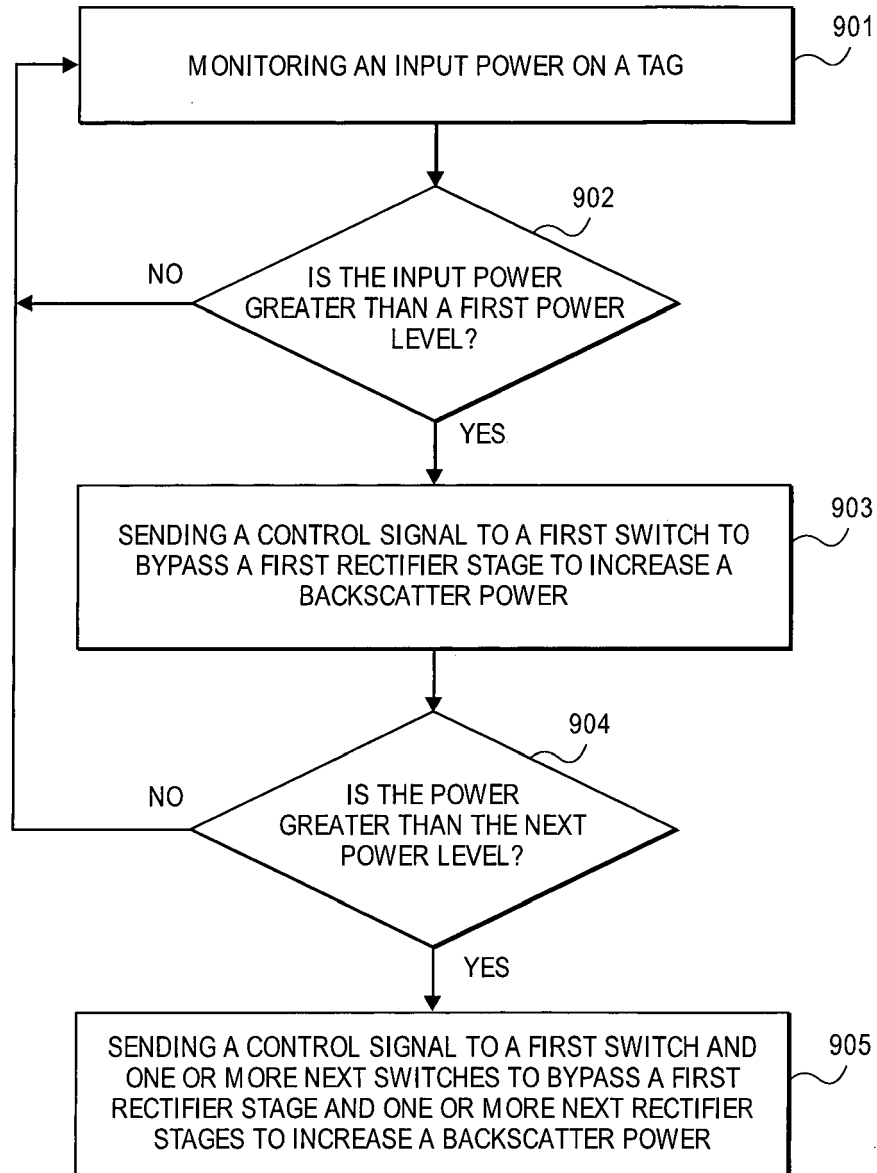 901
MONITORING AN INPUT POWER ON A TAG
902
NO
IS THE INPUT POWER
GREATER THAN A FIRST POWER
LEVEL?
YES
903
SENDING A CONTROL SIGNAL TO A FIRST SWITCH TO
BYPASS A FIRST RECTIFIER STAGE TO INCREASE A
BACKSCATTER POWER
904
NO
IS THE POWER
GREATER THAN THE NEXT
POWER LEVEL?
YES
905
SENDING A CONTROL SIGNAL TO A FIRST SWITCH AND
ONE OR MORE NEXT SWITCHES TO BYPASS A FIRST
RECTIFIER STAGE AND ONE OR MORE NEXT RECTIFIER
STAGES TO INCREASE A BACKSCATTER POWER